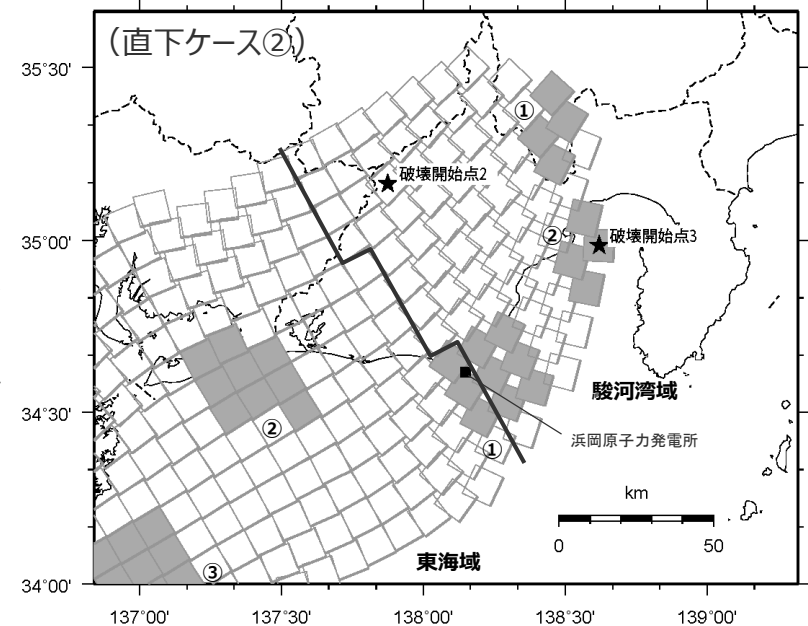 (直下ケース②)
35°30'
35°00'
34°30'
34°00'
①
破壊開始点2
②
破壊開始点3
駿河湾域
浜岡原子力発電所
②
①
km
0 50
③
東海域
137°00' 137°30' 138°00' 138°30' 139°00'